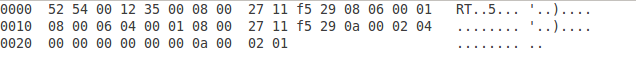 0000  52 54 00 12 35 00 08 00  27 11 f5 29 08 06 00 01   RT..5... '..)....
0010  08 00 06 04 00 01 08 00  27 11 f5 29 0a 00 02 04   ........ '..)....
0020  00 00 00 00 00 00 0a 00  02 01                     ........ ..